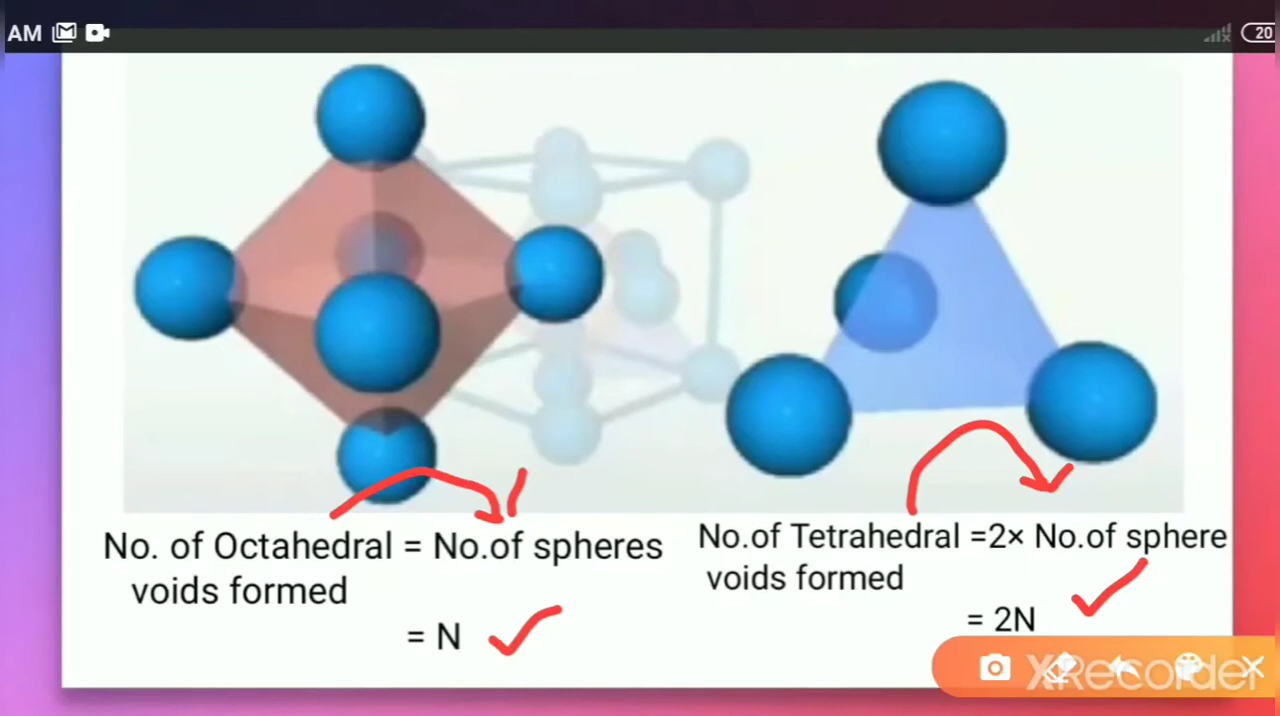 AM
20
No. of Octahedral = No.of spheres
voids formed
= N
No.of Tetrahedral =2× No.of sphere
voids formed
= 2N
XRecorder